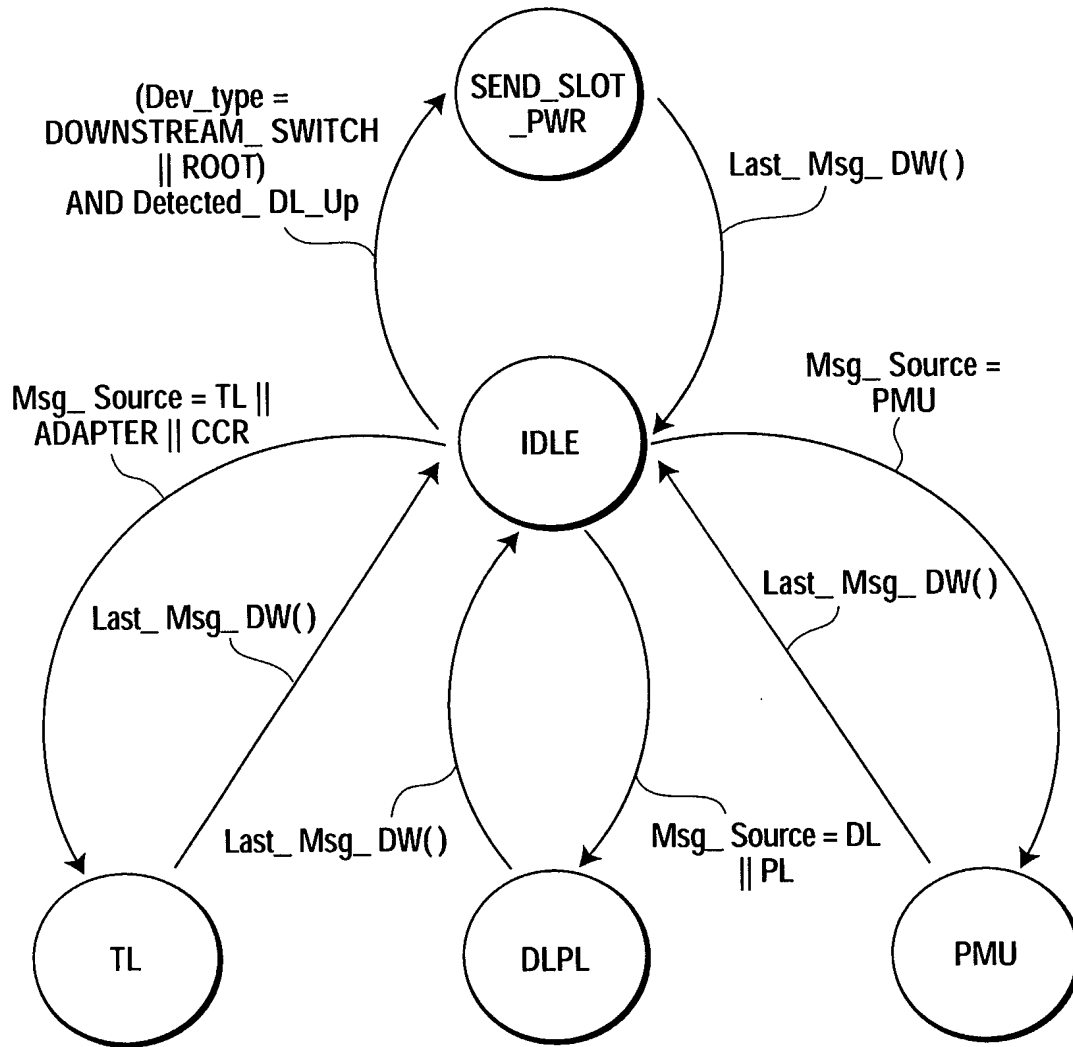 SEND_SLOT
_PWR
(Dev_type =
DOWNSTREAM_ SWITCH
|| ROOT)
AND Detected_ DL_Up
Last_ Msg_ DW( )
Msg_ Source = TL ||
ADAPTER || CCR
IDLE
Msg_ Source =
PMU
Last_ Msg_ DW( )
Last_ Msg_ DW( )
Last_ Msg_ DW( )
Msg_ Source = DL
|| PL
TL
DLPL
PMU